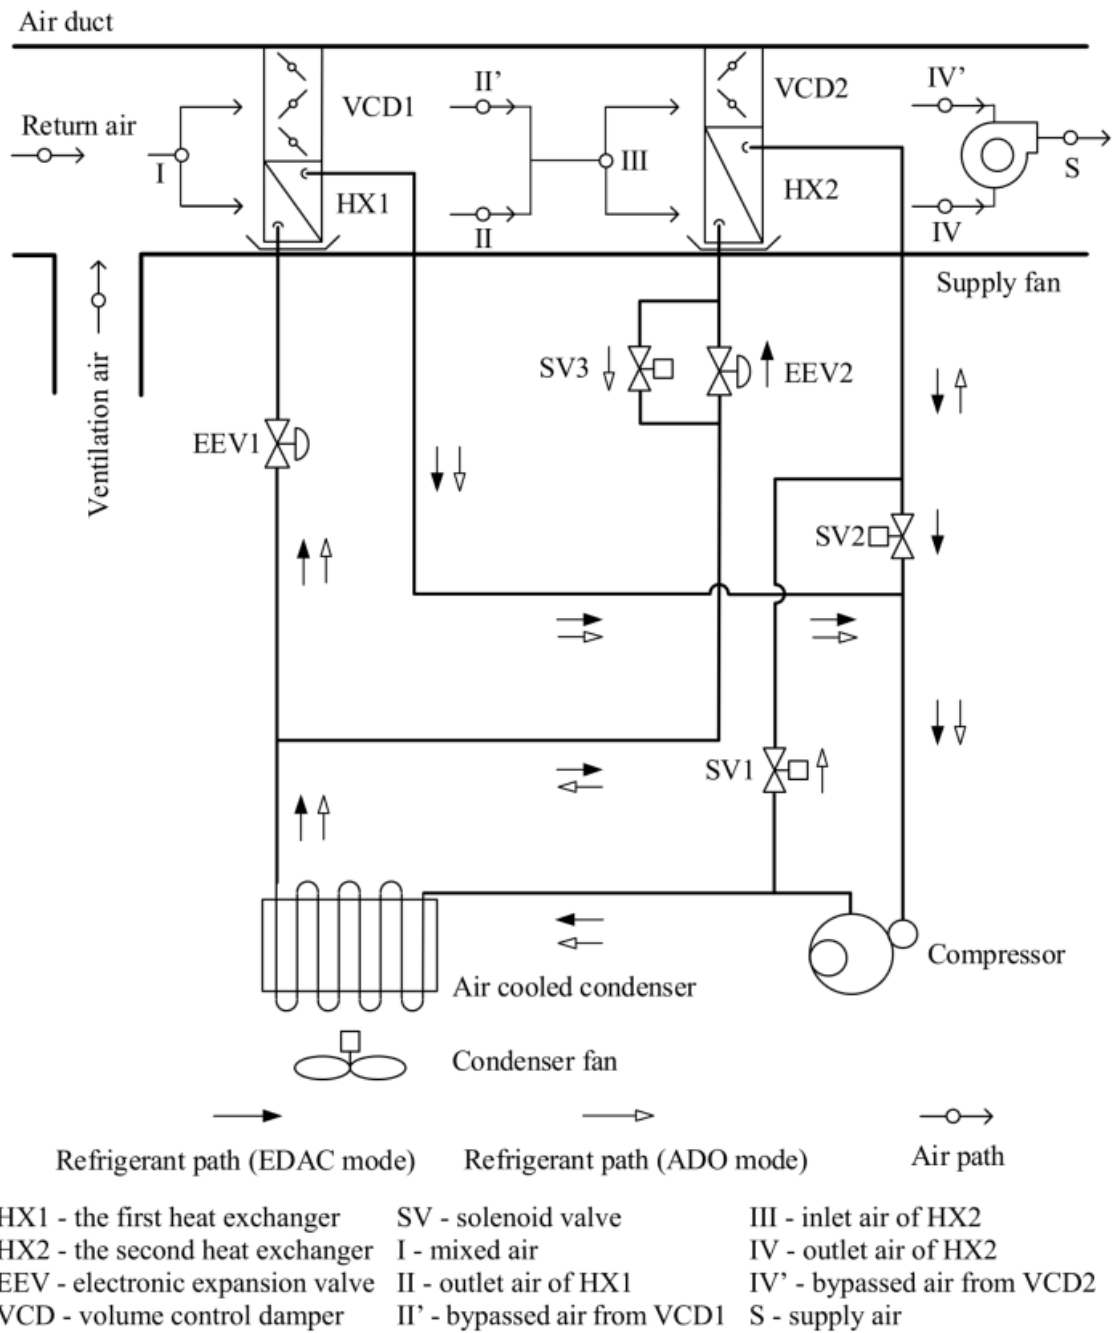 Air duct
II’
IV’
VCD1
VCD2
Return air
I
III
S
HX1
HX2
II
IV
Supply fan
Ventilation air
SV3
EEV2
EEV1
SV2
SV1
Compressor
Air cooled condenser
Condenser fan
Refrigerant path (EDAC mode)
Refrigerant path (ADO mode)
Air path
HX1 - the first heat exchanger
SV - solenoid valve
III - inlet air of HX2
HX2 - the second heat exchanger
I - mixed air
IV - outlet air of HX2
EEV - electronic expansion valve
II - outlet air of HX1
IV’ - bypassed air from VCD2
VCD - volume control damper
II’ - bypassed air from VCD1
S - supply air